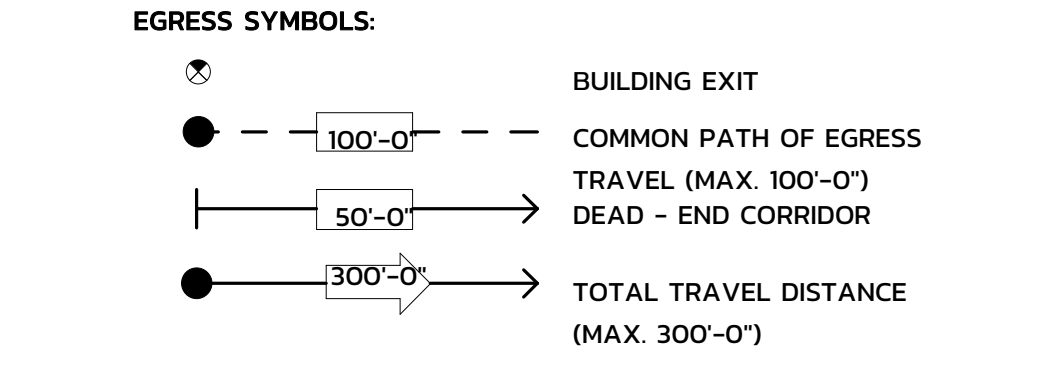 EGRESS SYMBOLS:
BUILDING EXIT
100'-0" COMMON PATH OF EGRESS
TRAVEL (MAX. 100'-0")
50'-0" DEAD - END CORRIDOR
300'-0" TOTAL TRAVEL DISTANCE
(MAX. 300'-0")